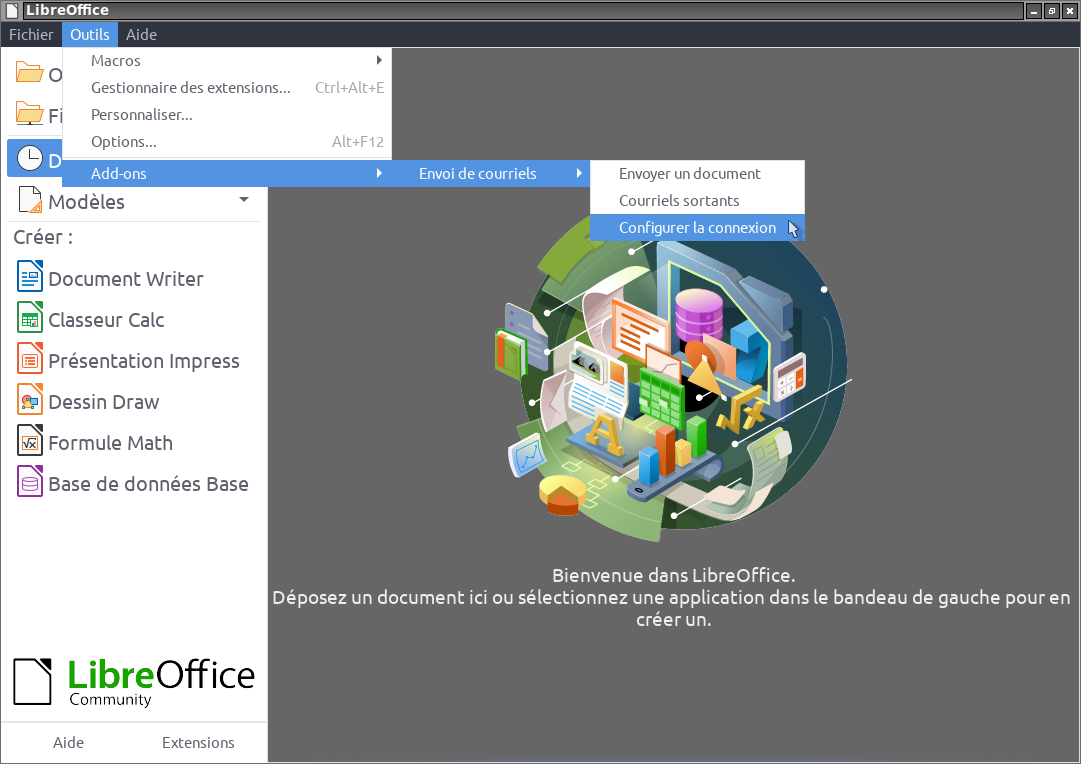 LibreOffice
Fichier Outils Aide
Macros
Gestionnaire des extensions... Ctrl+Alt+E
Personnaliser...
Options... Alt+F12
Add-ons Envoi de courriels Envoyer un document
Courriels sortants
Configurer la connexion
Modèles
Créer :
Document Writer
Classeur Calc
Présentation Impress
Dessin Draw
Formule Math
Base de données Base
Bienvenue dans LibreOffice.
Déposez un document ici ou sélectionnez une application dans le bandeau de gauche pour en
créer un.
LibreOffice
Community
Aide Extensions